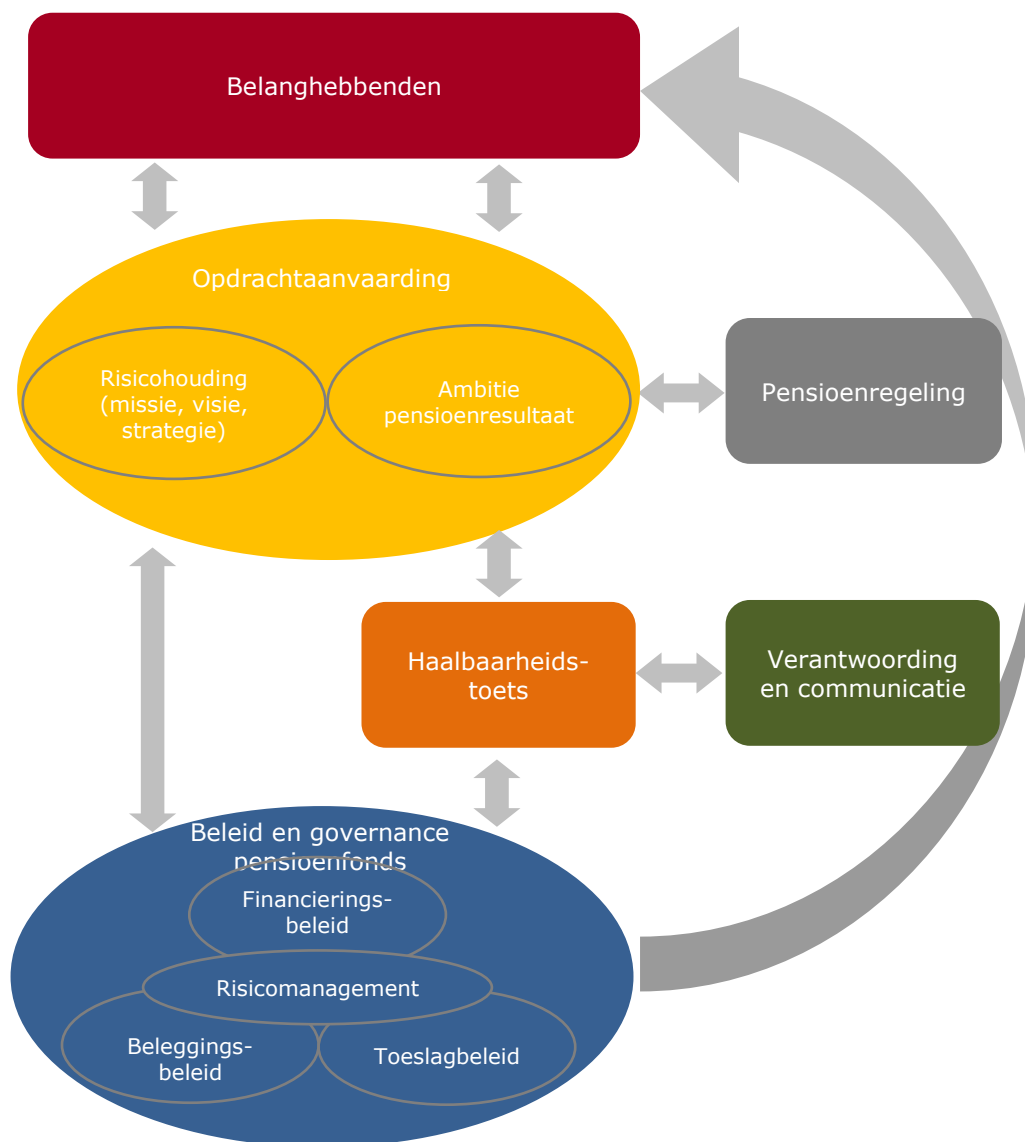 Belanghebbenden
Opdrachtaanvaarding
Risicohouding
(missie, visie,
strategie)
Ambitie
pensioenresultaat
Pensioenregeling
Haalbaarheids-
toets
Verantwoording
en communicatie
Beleid en governance
pensioenfonds
Financierings-
beleid
Risicomanagement
Beleggings-
beleid
Toeslagbeleid